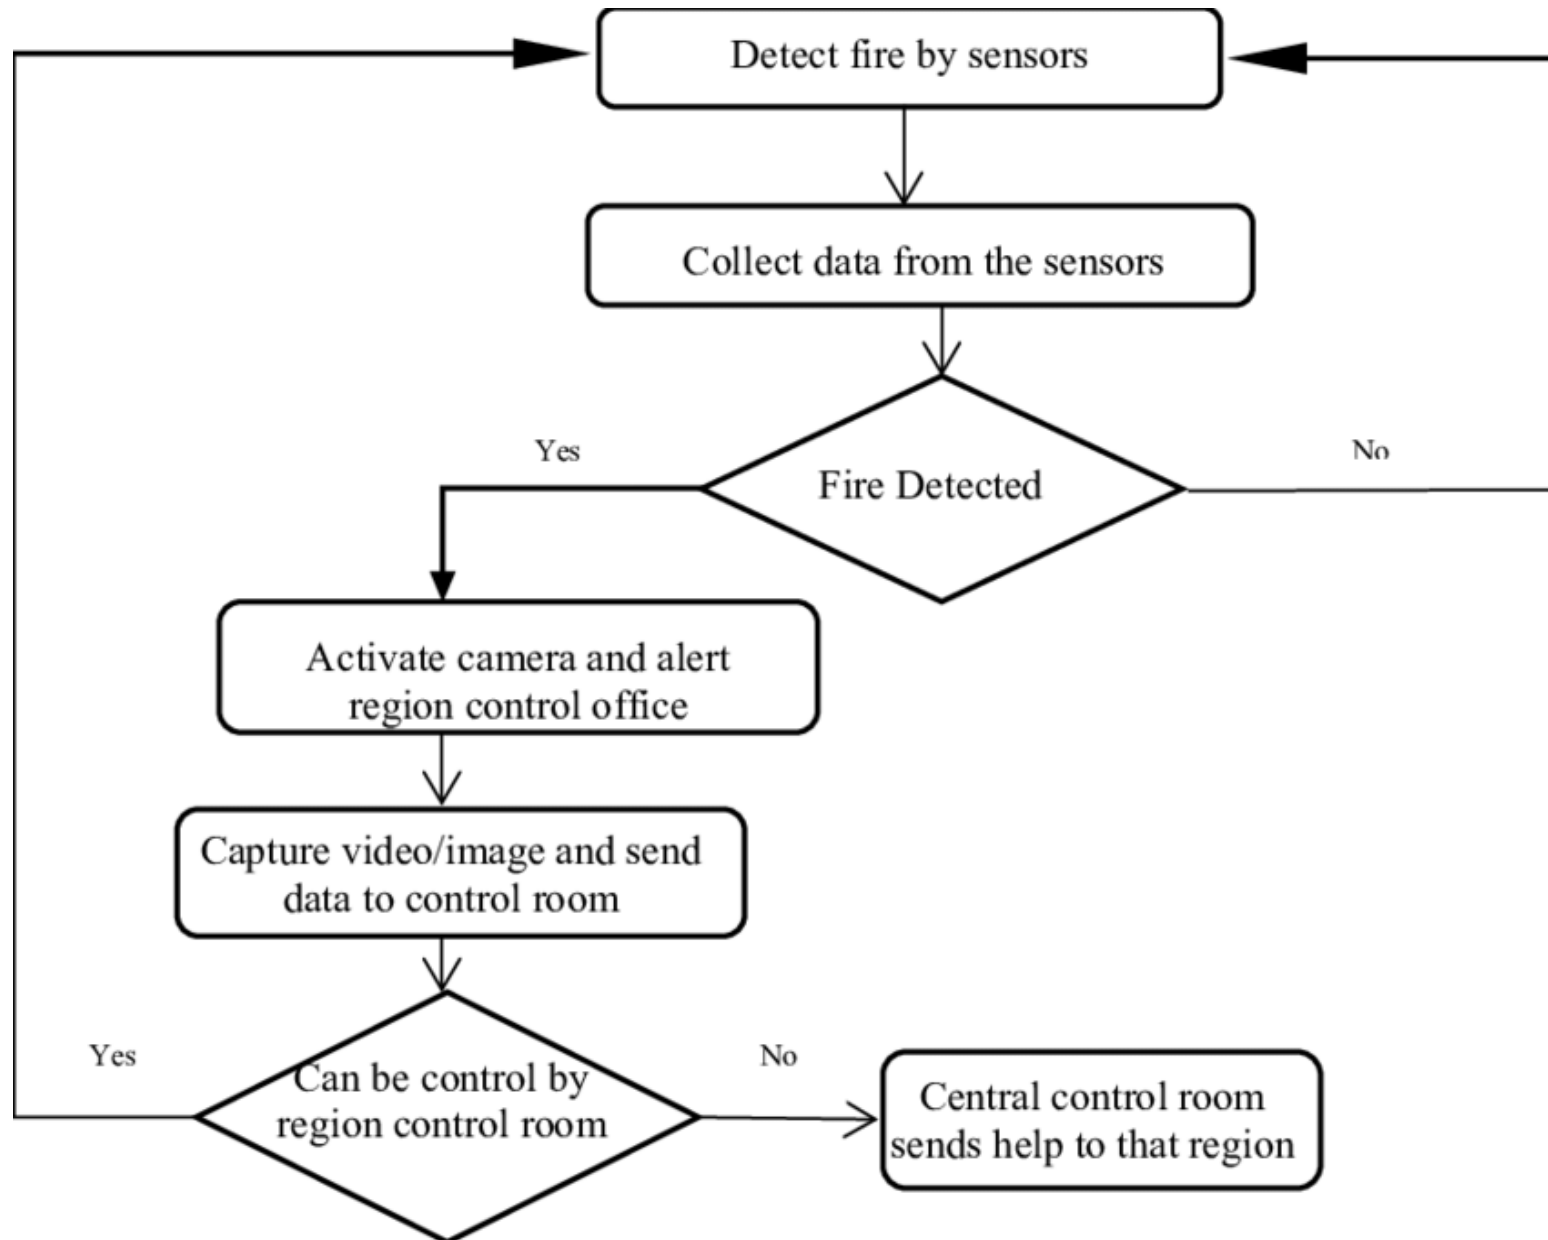 Detect fire by sensors
Collect data from the sensors
Yes
No
Fire Detected
Activate camera and alert
region control office
Capture video/image and send
data to control room
Yes
No
Can be control by
region control room
Central control room
sends help to that region